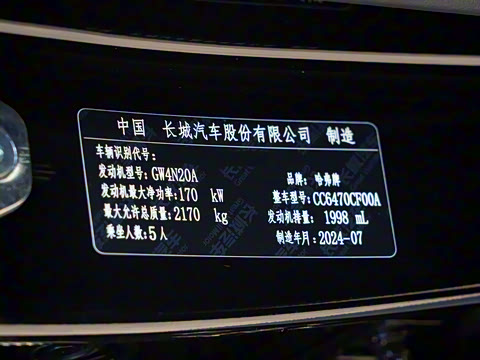 中国 长城汽车股份有限公司 制造
车辆识别代号:
发动机型号:GW4N20A 品牌: 哈弗牌
发动机最大净功率:170 kW 整车型号:CC6470CF00A
最大允许总质量:2170 kg 发动机排量: 1998 mL
乘坐人数:5人 制造年月:2024-07